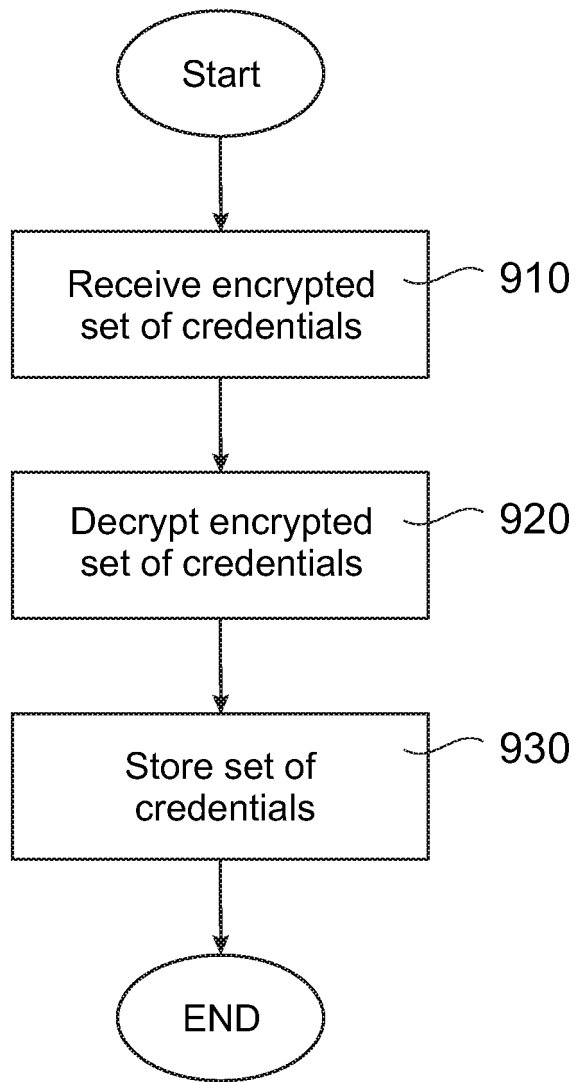 Start
Receive encrypted
set of credentials
910
Decrypt encrypted
set of credentials
920
Store set of
credentials
930
END